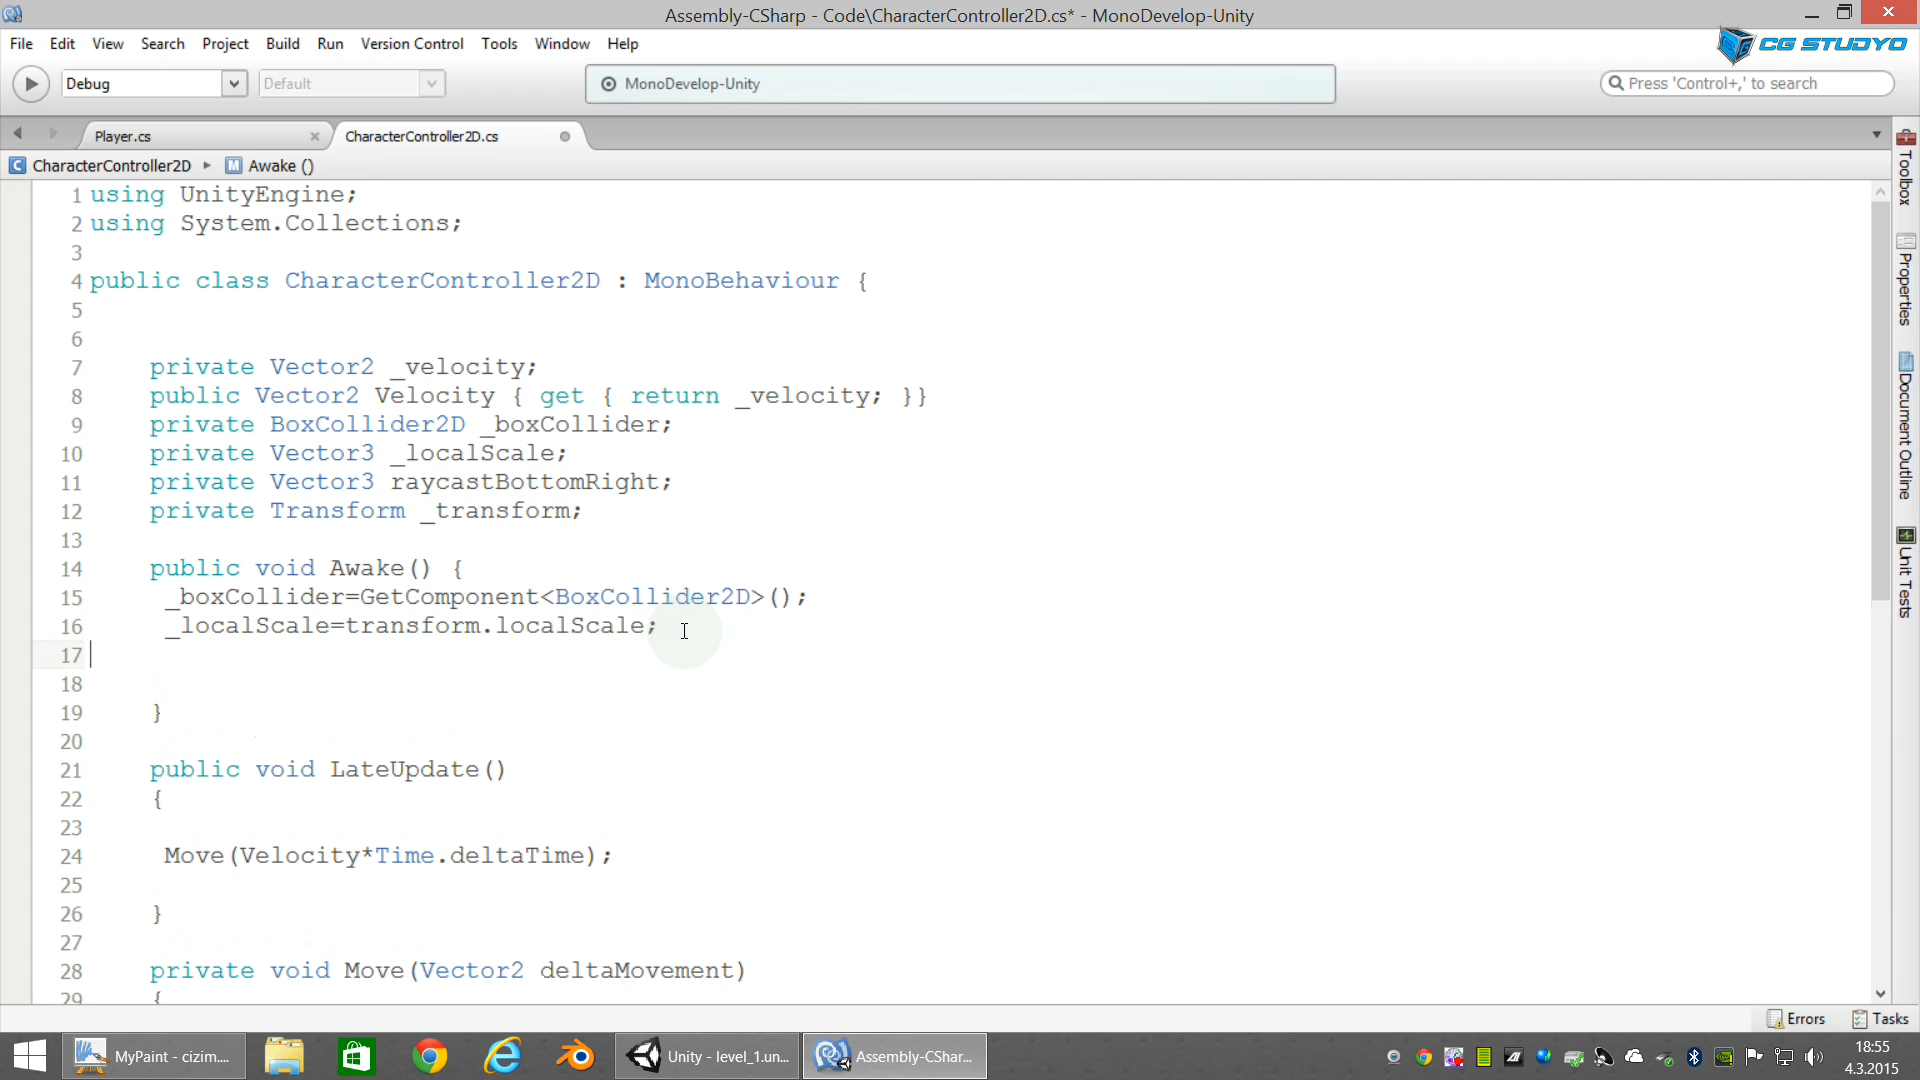 Assembly-CSharp - Code\CharacterController2D.cs* - MonoDevelop-Unity
File Edit View Search Project Build Run Version Control Tools Window Help
CG STUDYO
Debug Default MonoDevelop-Unity Press 'Control+,' to search
Player.cs CharacterController2D.cs
CharacterController2D Awake ()
1 using UnityEngine;
2 using System.Collections;
3
4 public class CharacterController2D : MonoBehaviour {
5
6
7 private Vector2 _velocity;
8 public Vector2 Velocity { get { return _velocity; }}
9 private BoxCollider2D _boxCollider;
10 private Vector3 _localScale;
11 private Vector3 raycastBottomRight;
12 private Transform _transform;
13
14 public void Awake() {
15 _boxCollider=GetComponent<BoxCollider2D>();
16 _localScale=transform.localScale;
17
18
19 }
20
21 public void LateUpdate()
22 {
23
24 Move(Velocity*Time.deltaTime);
25
26 }
27
28 private void Move(Vector2 deltaMovement)
29 {
Toolbox
Properties
Document Outline
Unit Tests
Errors Tasks
MyPaint - cizim.... Unity - level_1.un... Assembly-CShar...
18:55
4.3.2015